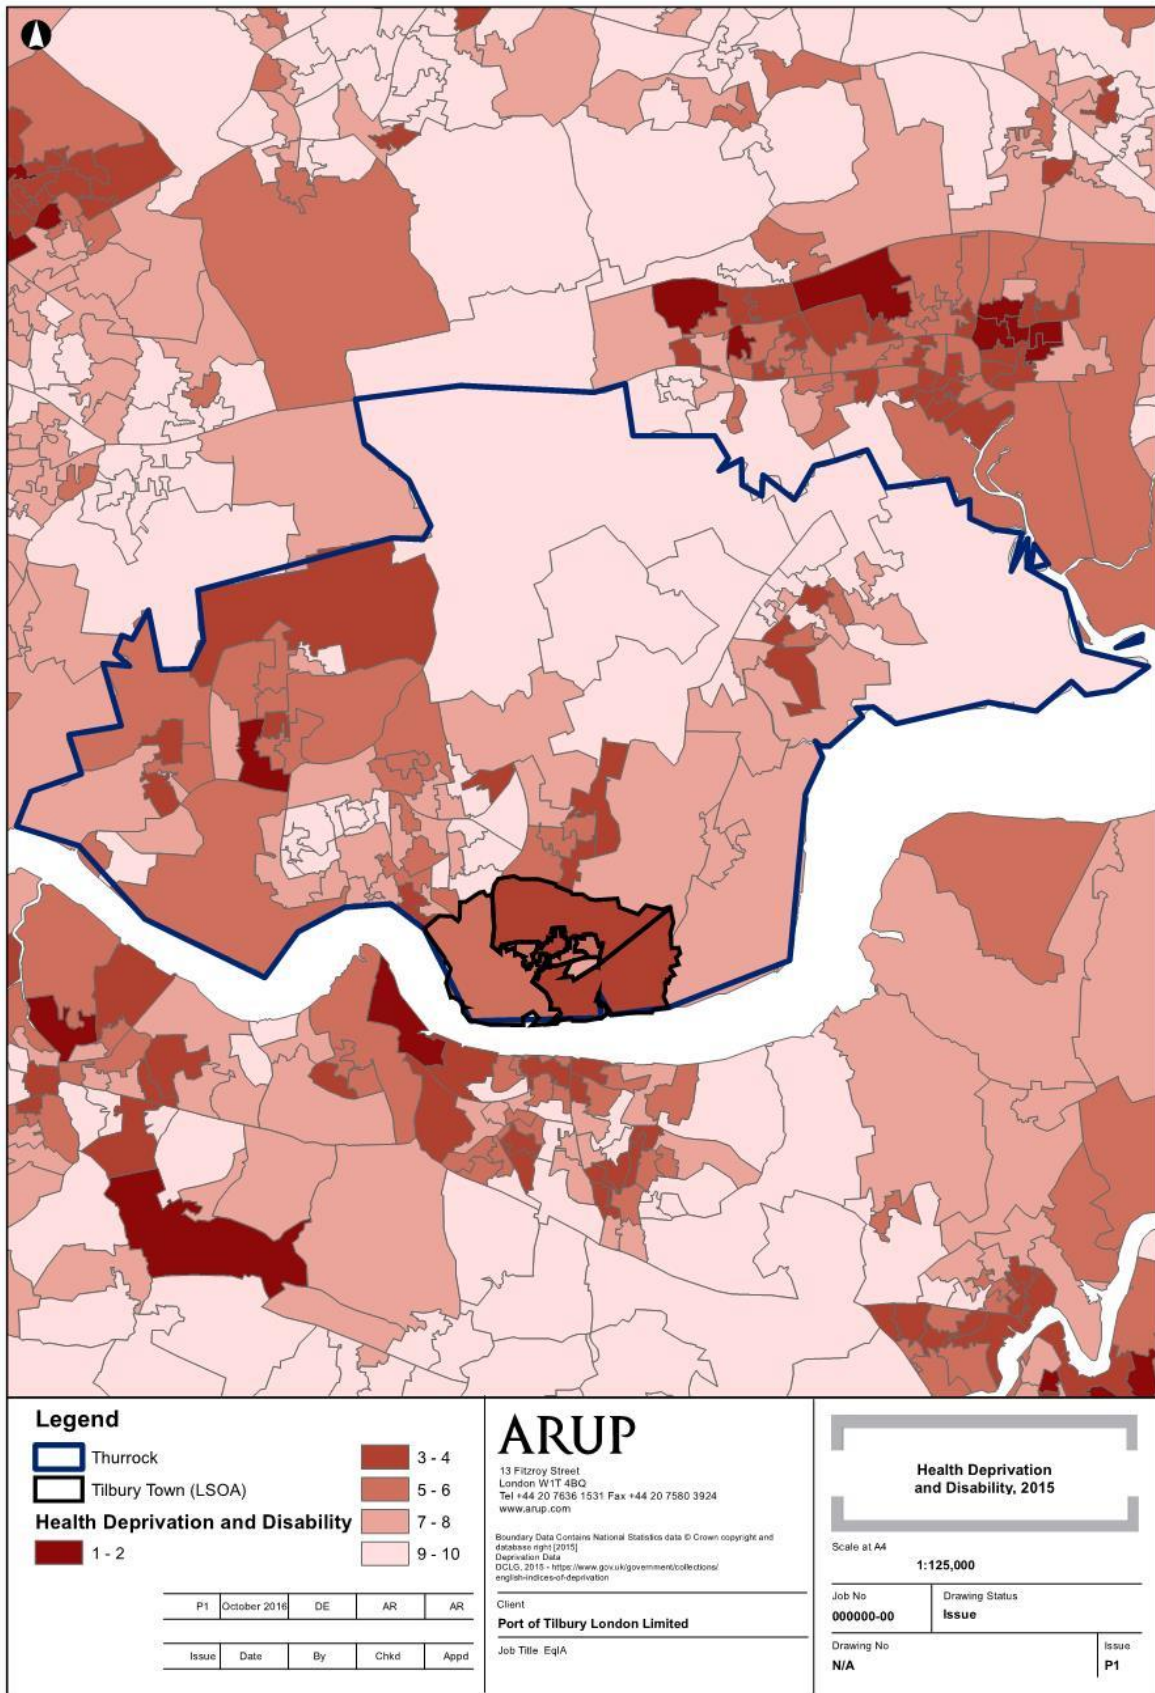 Legend
Thurrock
Tilbury Town (LSOA)
Health Deprivation and Disability
1 - 2
3 - 4
5 - 6
7 - 8
9 - 10
P1 October 2016 DE AR AR
Issue Date By Chkd Appd
ARUP
13 Fitzroy Street
London W1T 4BQ
Tel +44 20 7636 1531 Fax +44 20 7580 3924
www.arup.com
Boundary Data Contains National Statistics data © Crown copyright and
database right [2015]
Deprivation Data
DCLG, 2015 - https://www.gov.uk/government/collections/
english-indices-of-deprivation
Client
Port of Tilbury London Limited
Job Title EqIA
Health Deprivation
and Disability, 2015
Scale at A4
1:125,000
Job No
000000-00
Drawing Status
Issue
Drawing No
N/A
Issue
P1